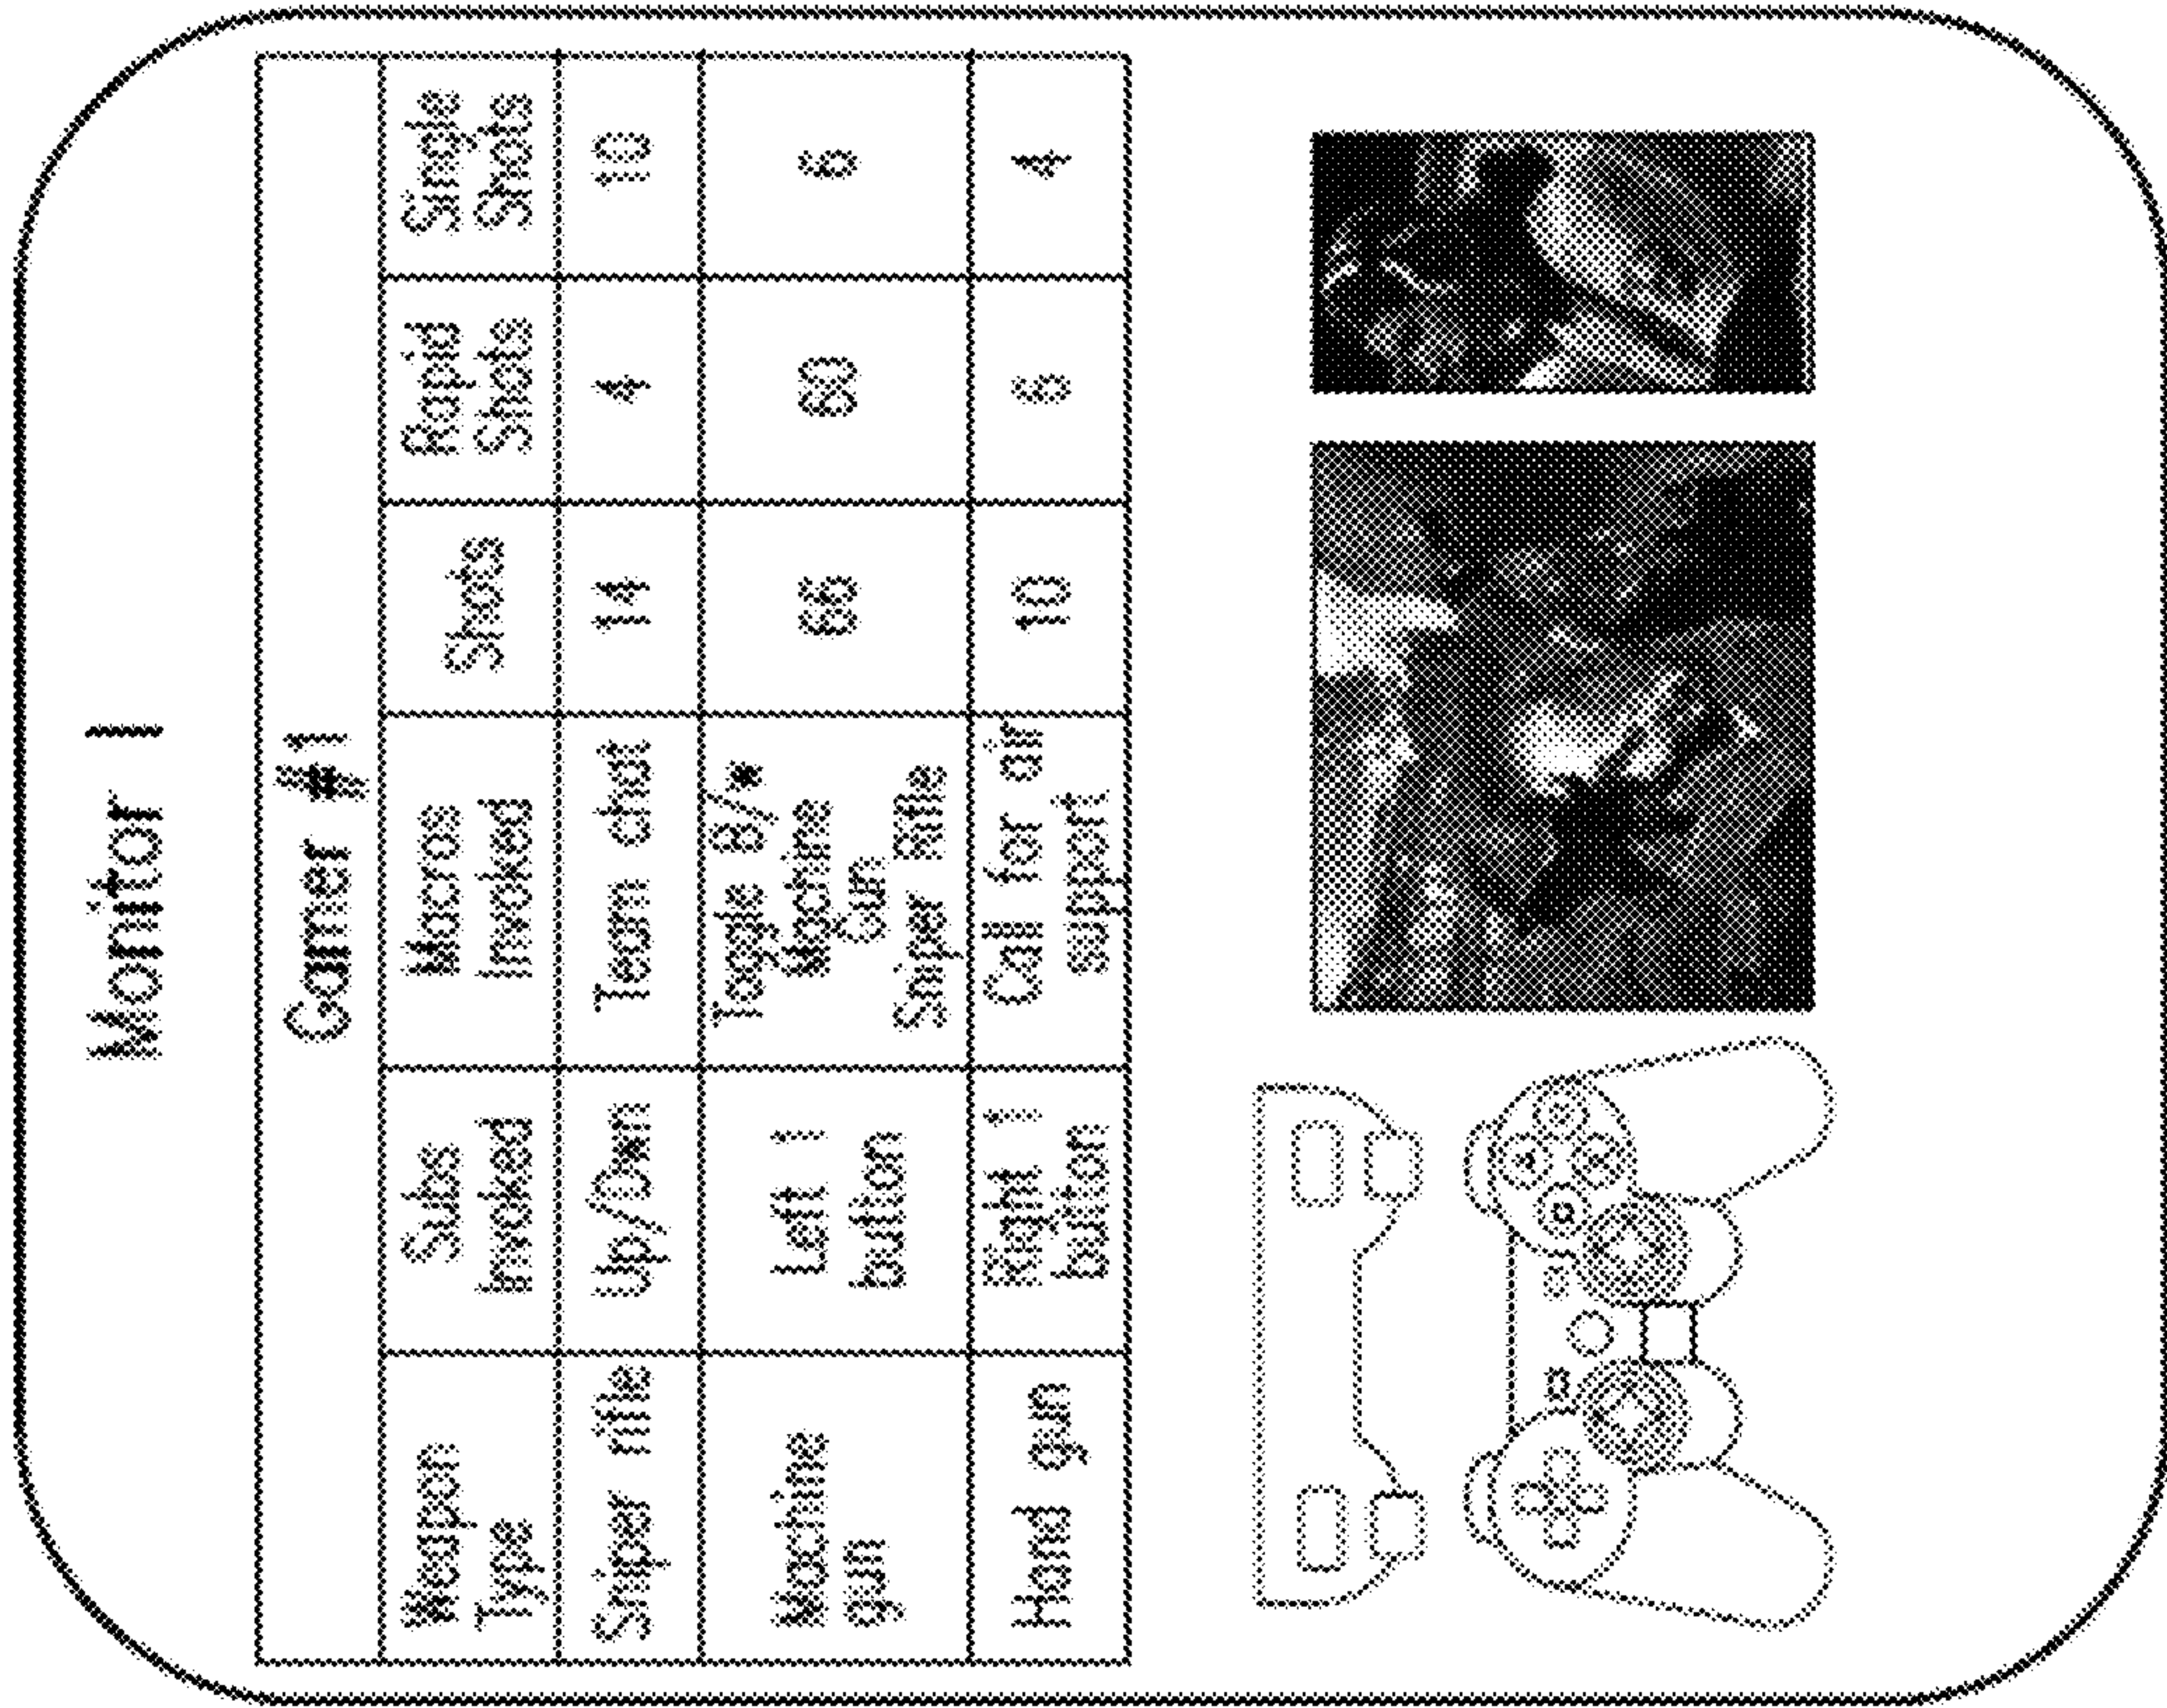 Monitor 1
Gamer #1
Weapon Type | Subs Invoked | Macros Invoked | Shots | Rapid Shots | Single Shots
Sniper rifle | Up/Dwn | Team chat | 14 | 4 | 10
Machine gun | Left 1 button | Toggle B/w Machine Gun Sniper Rifle | 66 | 60 | 6
Hand gun | Right 1 button | Call for air support | 10 | 6 | 4